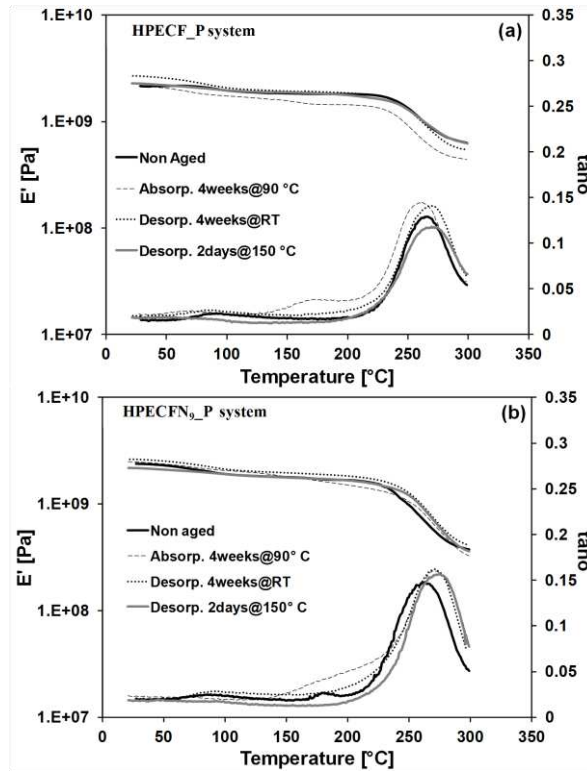 HPECF_P system
(a)
1.E+10
1.E+09
1.E+08
1.E+07
E' [Pa]
0.35
0.3
0.25
0.2
0.15
0.1
0.05
0
tanδ
Non Aged
Absorp. 4weeks@90 °C
Desorp. 4weeks@RT
Desorp. 2days@150 °C
0 50 100 150 200 250 300 350
Temperature [°C]
HPECFN₉_P system
(b)
1.E+10
1.E+09
1.E+08
1.E+07
E' [Pa]
0.35
0.3
0.25
0.2
0.15
0.1
0.05
0
tanδ
Non aged
Absorp. 4weeks@90° C
Desorp. 4weeks@RT
Desorp. 2days@150° C
0 50 100 150 200 250 300 350
Temperature [°C]